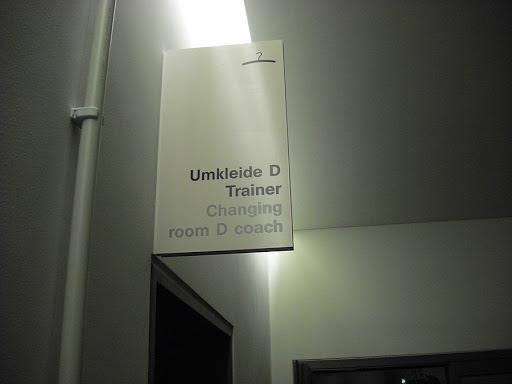 Umkleide D
Trainer
Changing
room D coach